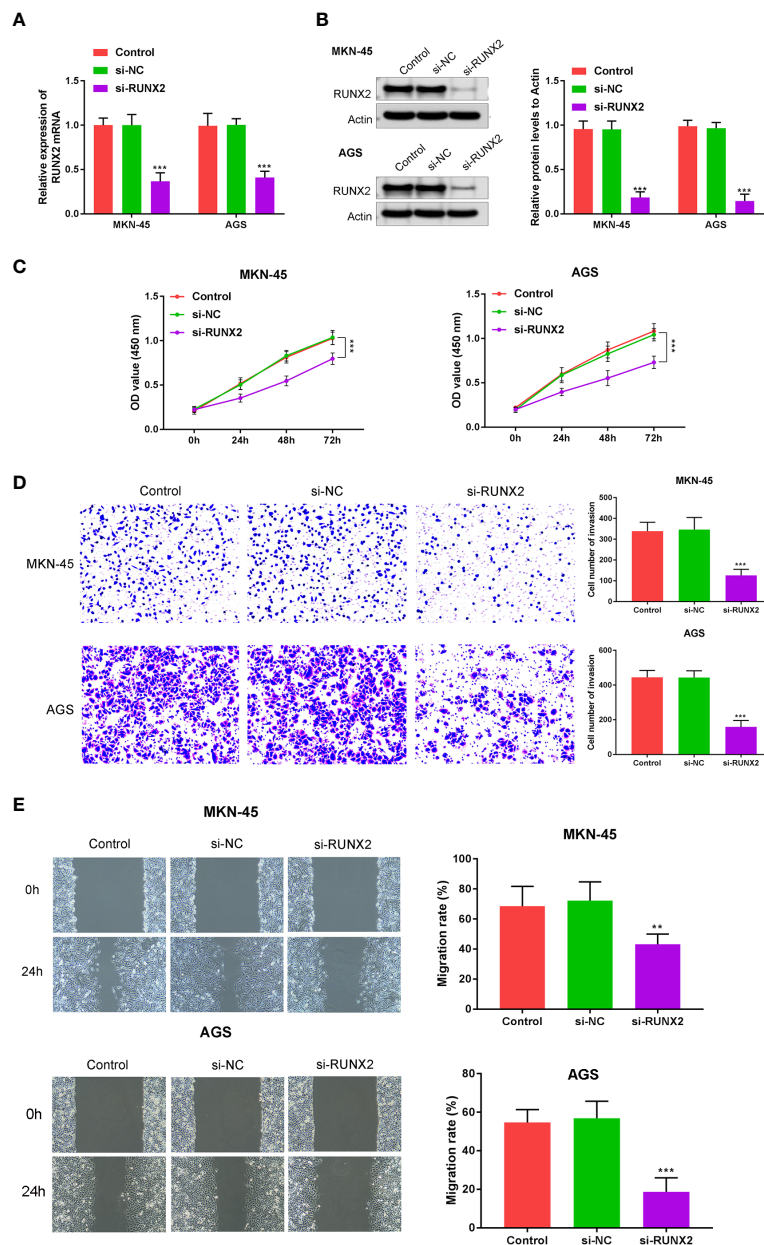 A
Control
si-NC
si-RUNX2
Relative expression of
RUNX2 mRNA
1.5
1.0
0.5
0.0
***
***
MKN-45
AGS
B
MKN-45
Control
si-NC
si-RUNX2
RUNX2
Actin
AGS
Control
si-NC
si-RUNX2
RUNX2
Actin
Control
si-NC
si-RUNX2
Relative protein levels to Actin
1.5
1.0
0.5
0.0
***
***
MKN-45
AGS
C
MKN-45
Control
si-NC
si-RUNX2
OD value (450 nm)
1.5
1.0
0.5
0.0
***
0h 24h 48h 72h
AGS
Control
si-NC
si-RUNX2
OD value (450 nm)
1.5
1.0
0.5
0.0
***
0h 24h 48h 72h
D
Control si-NC si-RUNX2
MKN-45
AGS
MKN-45
Cell number of invasion
500
400
300
200
100
0
***
Control si-NC si-RUNX2
AGS
Cell number of invasion
600
400
200
0
***
Control si-NC si-RUNX2
E
MKN-45
Control si-NC si-RUNX2
0h
24h
MKN-45
Migration rate (%)
100
80
60
40
20
0
**
Control si-NC si-RUNX2
AGS
Control si-NC si-RUNX2
0h
24h
AGS
Migration rate (%)
80
60
40
20
0
***
Control si-NC si-RUNX2